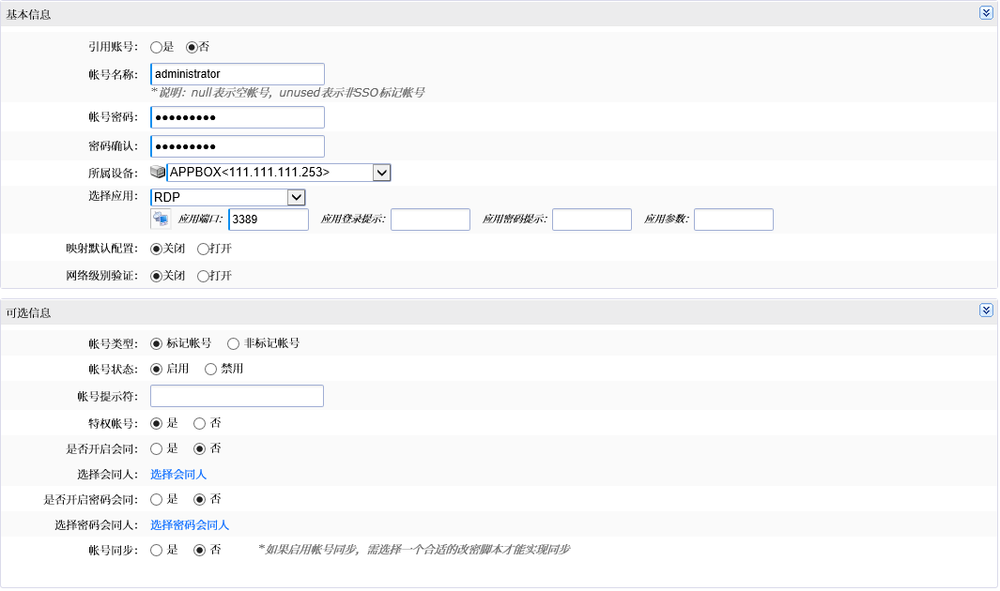 基本信息
引用账号： 是 否
帐号名称： administrator
*说明：null表示空帐号，unused表示非SSO标记帐号
帐号密码： ●●●●●●●●●
密码确认： ●●●●●●●●●
所属设备： APPBOX<111.111.111.253>
选择应用： RDP
应用端口： 3389 应用登录提示： 应用密码提示： 应用参数：
映射默认配置： 关闭 打开
网络级别验证： 关闭 打开
可选信息
帐号类型： 标记帐号 非标记帐号
帐号状态： 启用 禁用
帐号提示符：
特权帐号： 是 否
是否开启会同： 是 否
选择会同人： 选择会同人
是否开启密码会同： 是 否
选择密码会同人： 选择密码会同人
帐号同步： 是 否 *如果启用帐号同步，需选择一个合适的改密脚本才能实现同步